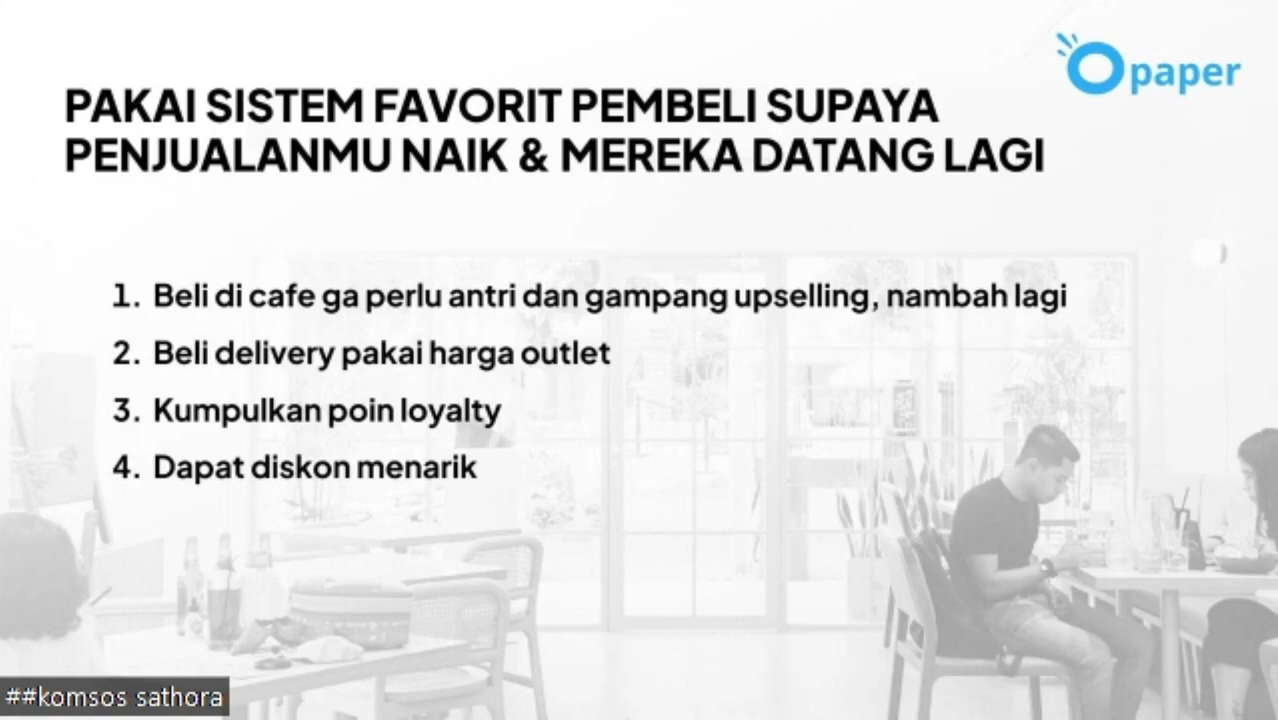 Opaper
PAKAI SISTEM FAVORIT PEMBELI SUPAYA
PENJUALANMU NAIK & MEREKA DATANG LAGI
1. Beli di cafe ga perlu antri dan gampang upselling, nambah lagi
2. Beli delivery pakai harga outlet
3. Kumpulkan poin loyalty
4. Dapat diskon menarik
##komsos sathora